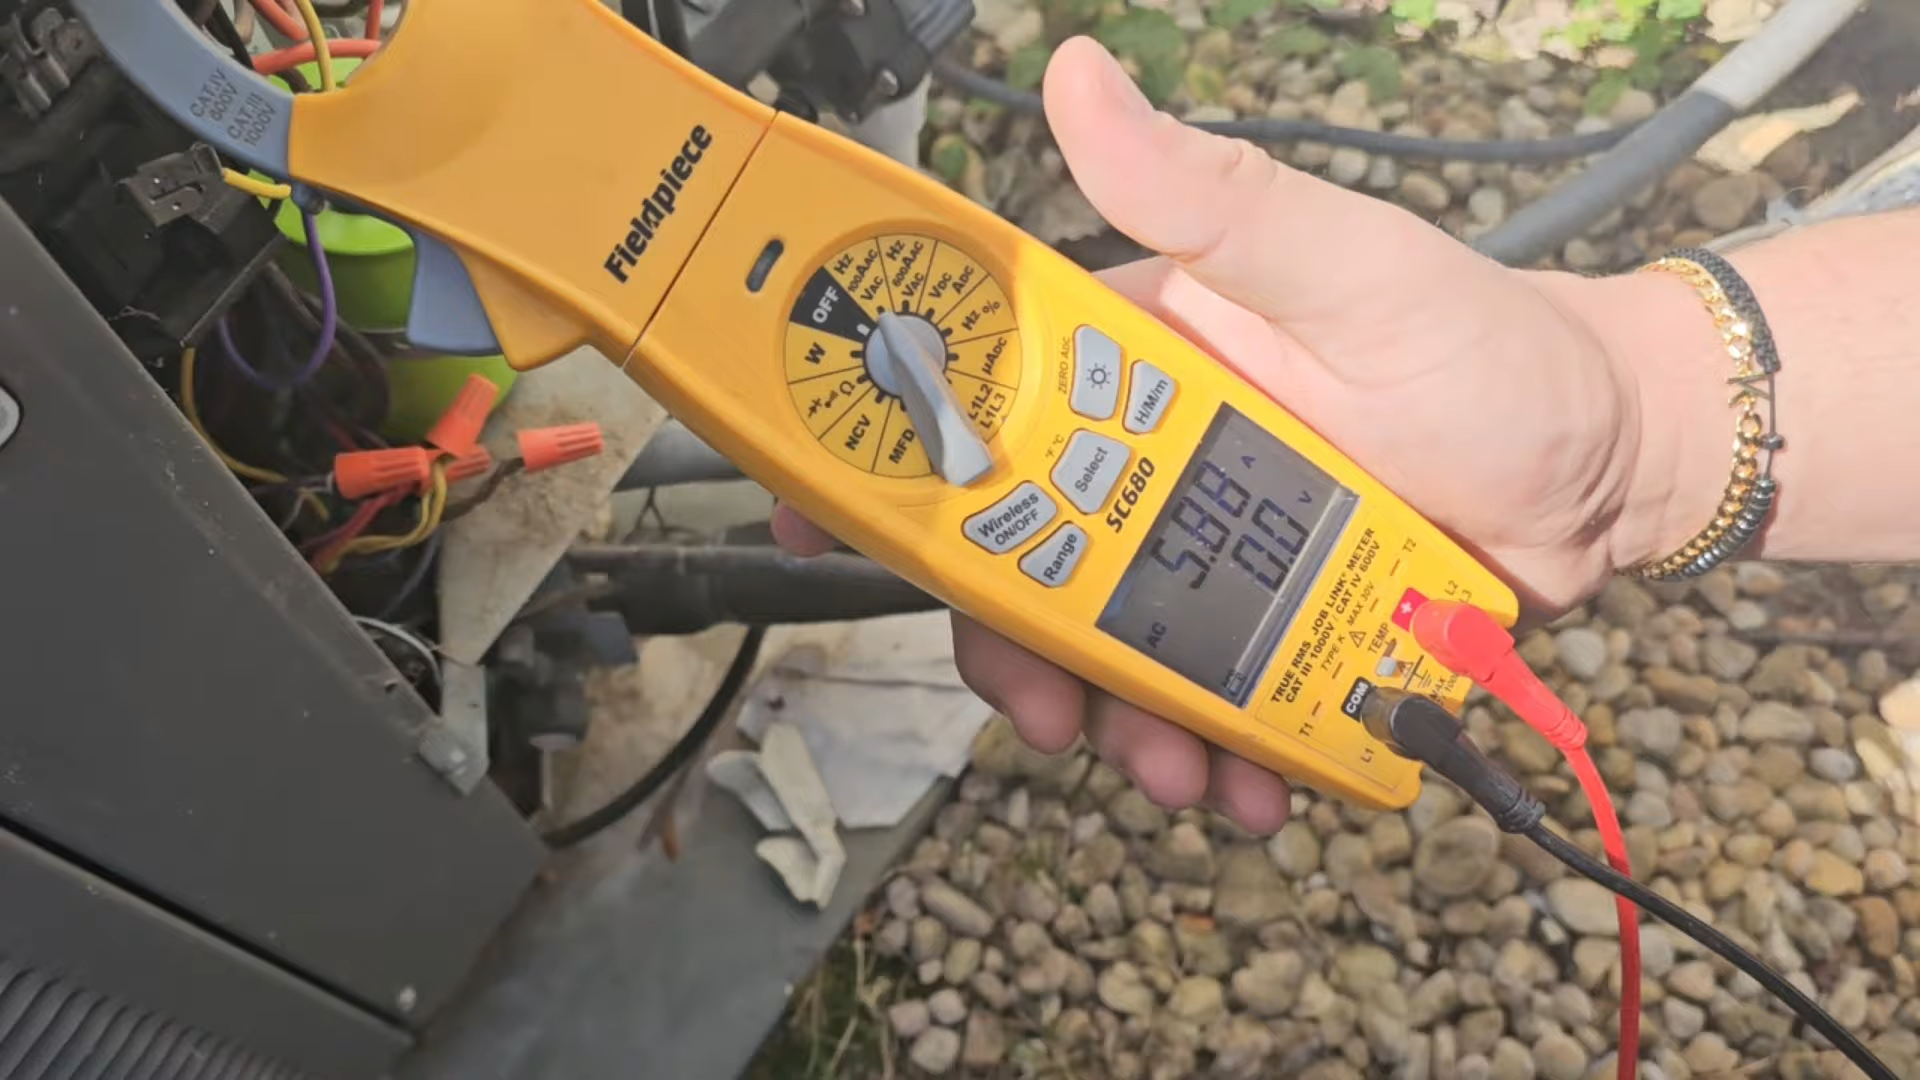 CAT.IV
600V
CAT.III
1000V
Fieldpiece
OFF
Hz
100AAC
VAC
Hz
600AAC
VAC
VDC
ADC
Hz %
µADC
L1L2
L1L3
MFD
NCV
Ω
W
ZERO ADC
H/M/m
°F °C
Select
Wireless
ON/OFF
Range
SC680
5.88 A
0.0 V
AC
TRUE RMS JOB LINK® METER
CAT III 1000V / CAT IV 600V
TYPE K
MAX 30V
TEMP
T1
T2
+
COM
L1
L2
L3
MAX